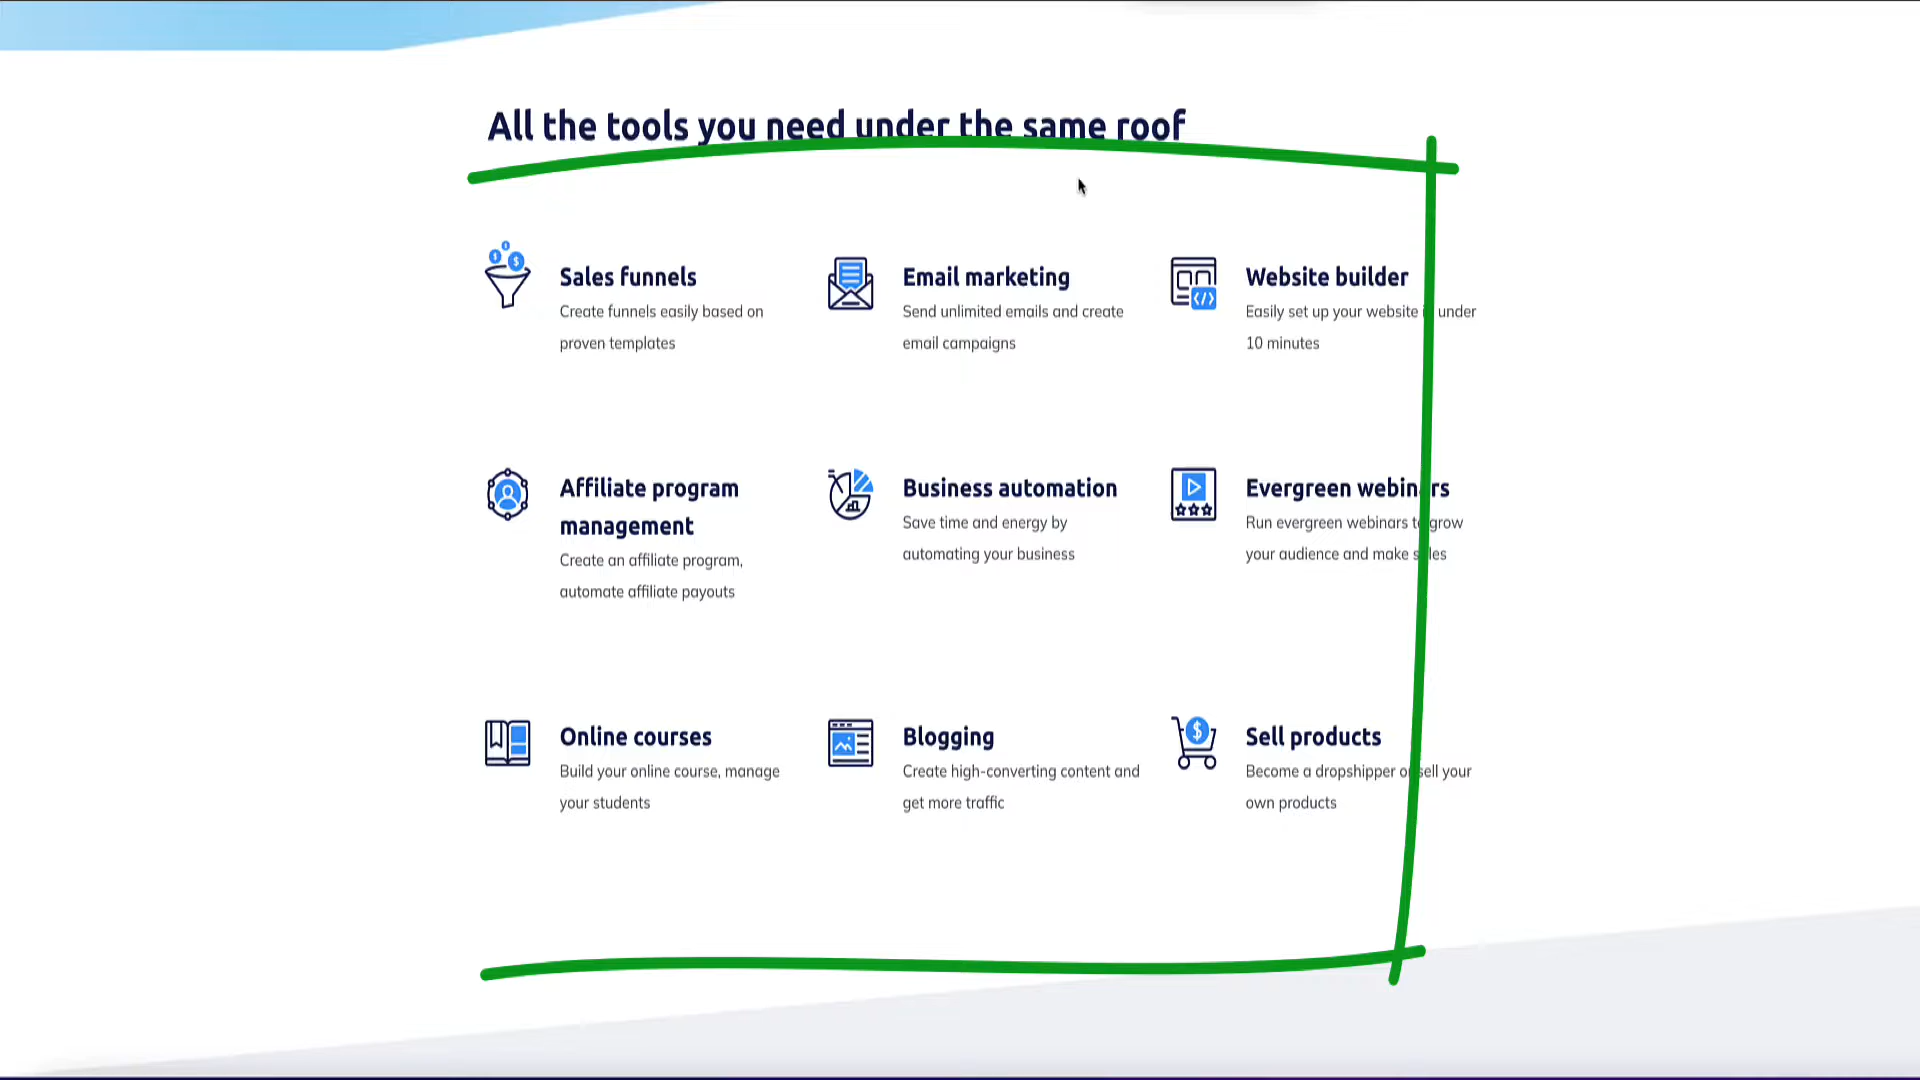 All the tools you need under the same roof
Sales funnels
Create funnels easily based on
proven templates
Email marketing
Send unlimited emails and create
email campaigns
Website builder
Easily set up your website in under
10 minutes
Affiliate program
management
Create an affiliate program,
automate affiliate payouts
Business automation
Save time and energy by
automating your business
Evergreen webinars
Run evergreen webinars to grow
your audience and make sales
Online courses
Build your online course, manage
your students
Blogging
Create high-converting content and
get more traffic
Sell products
Become a dropshipper or sell your
own products